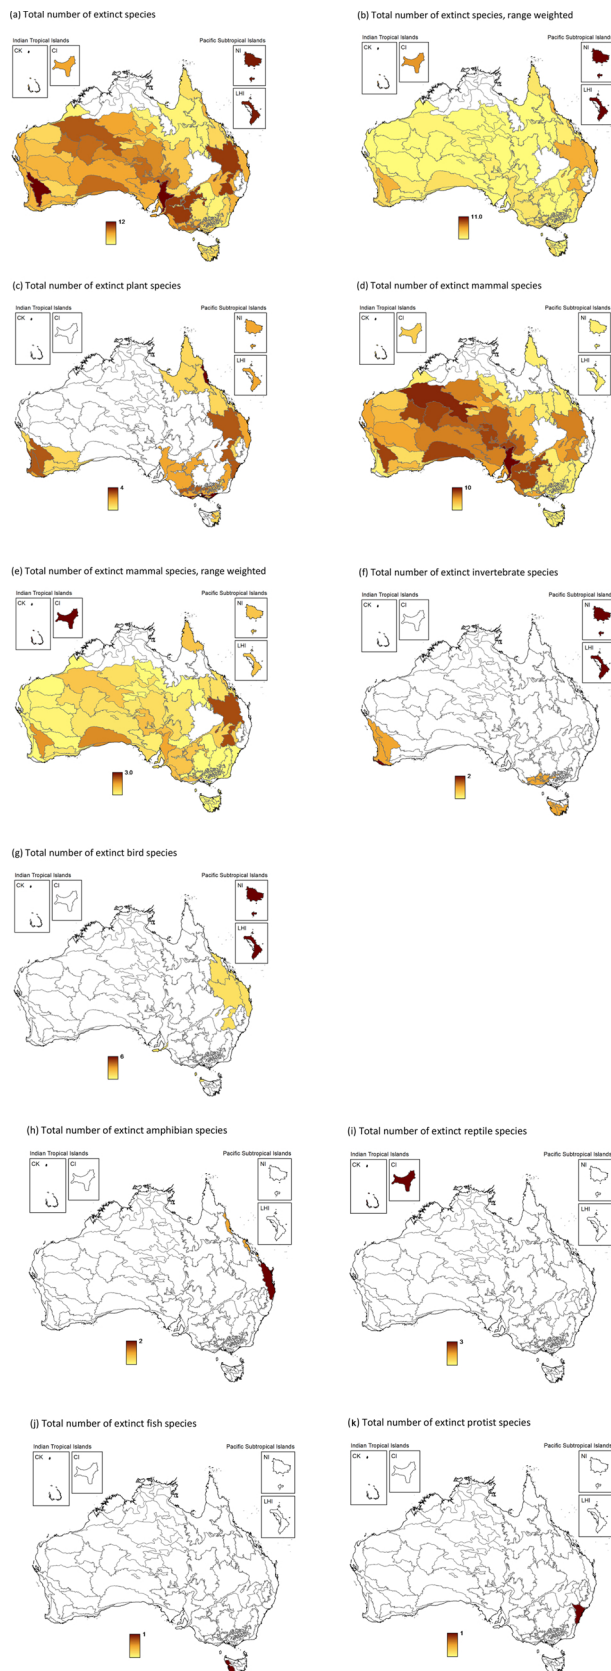 (a) Total number of extinct species
Indian Tropical Islands
CK
CI
Pacific Subtropical Islands
NI
LHI
12
(b) Total number of extinct species, range weighted
Indian Tropical Islands
CK
CI
Pacific Subtropical Islands
NI
LHI
11.0
(c) Total number of extinct plant species
Indian Tropical Islands
CK
CI
Pacific Subtropical Islands
NI
LHI
4
(d) Total number of extinct mammal species
Indian Tropical Islands
CK
CI
Pacific Subtropical Islands
NI
LHI
10
(e) Total number of extinct mammal species, range weighted
Indian Tropical Islands
CK
CI
Pacific Subtropical Islands
NI
LHI
3.0
(f) Total number of extinct invertebrate species
Indian Tropical Islands
CK
CI
Pacific Subtropical Islands
NI
LHI
2
(g) Total number of extinct bird species
Indian Tropical Islands
CK
CI
Pacific Subtropical Islands
NI
LHI
6
(h) Total number of extinct amphibian species
Indian Tropical Islands
CK
CI
Pacific Subtropical Islands
NI
LHI
2
(i) Total number of extinct reptile species
Indian Tropical Islands
CK
CI
Pacific Subtropical Islands
NI
LHI
3
(j) Total number of extinct fish species
Indian Tropical Islands
CK
CI
Pacific Subtropical Islands
NI
LHI
1
(k) Total number of extinct protist species
Indian Tropical Islands
CK
CI
Pacific Subtropical Islands
NI
LHI
1